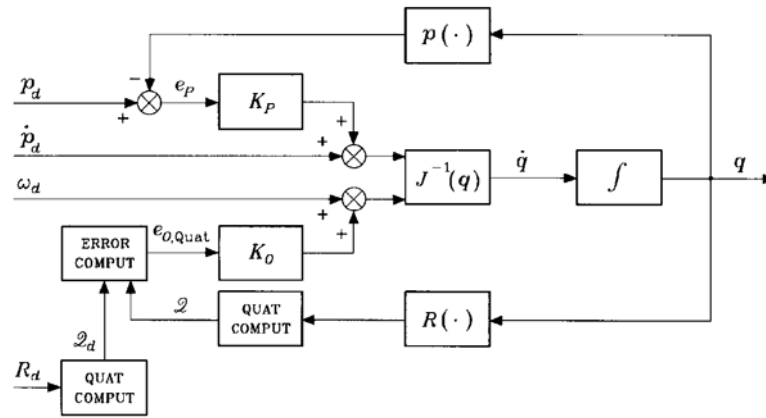 p(·)
−
p_d
+
e_P
K_P
+
ṗ_d
+
J⁻¹(q)
q̇
∫
q
ω_d
+
+
ERROR
COMPUT
e_{O,Quat}
K_O
𝒬
QUAT
COMPUT
R(·)
𝒬_d
R_d
QUAT
COMPUT